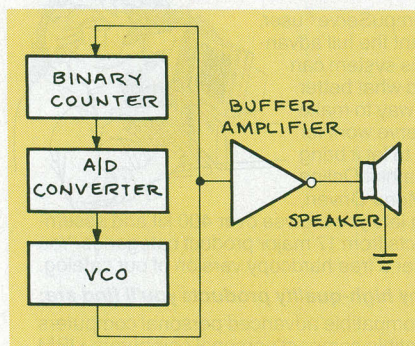 BINARY
COUNTER
A/D
CONVERTER
VCO
BUFFER
AMPLIFIER
SPEAKER